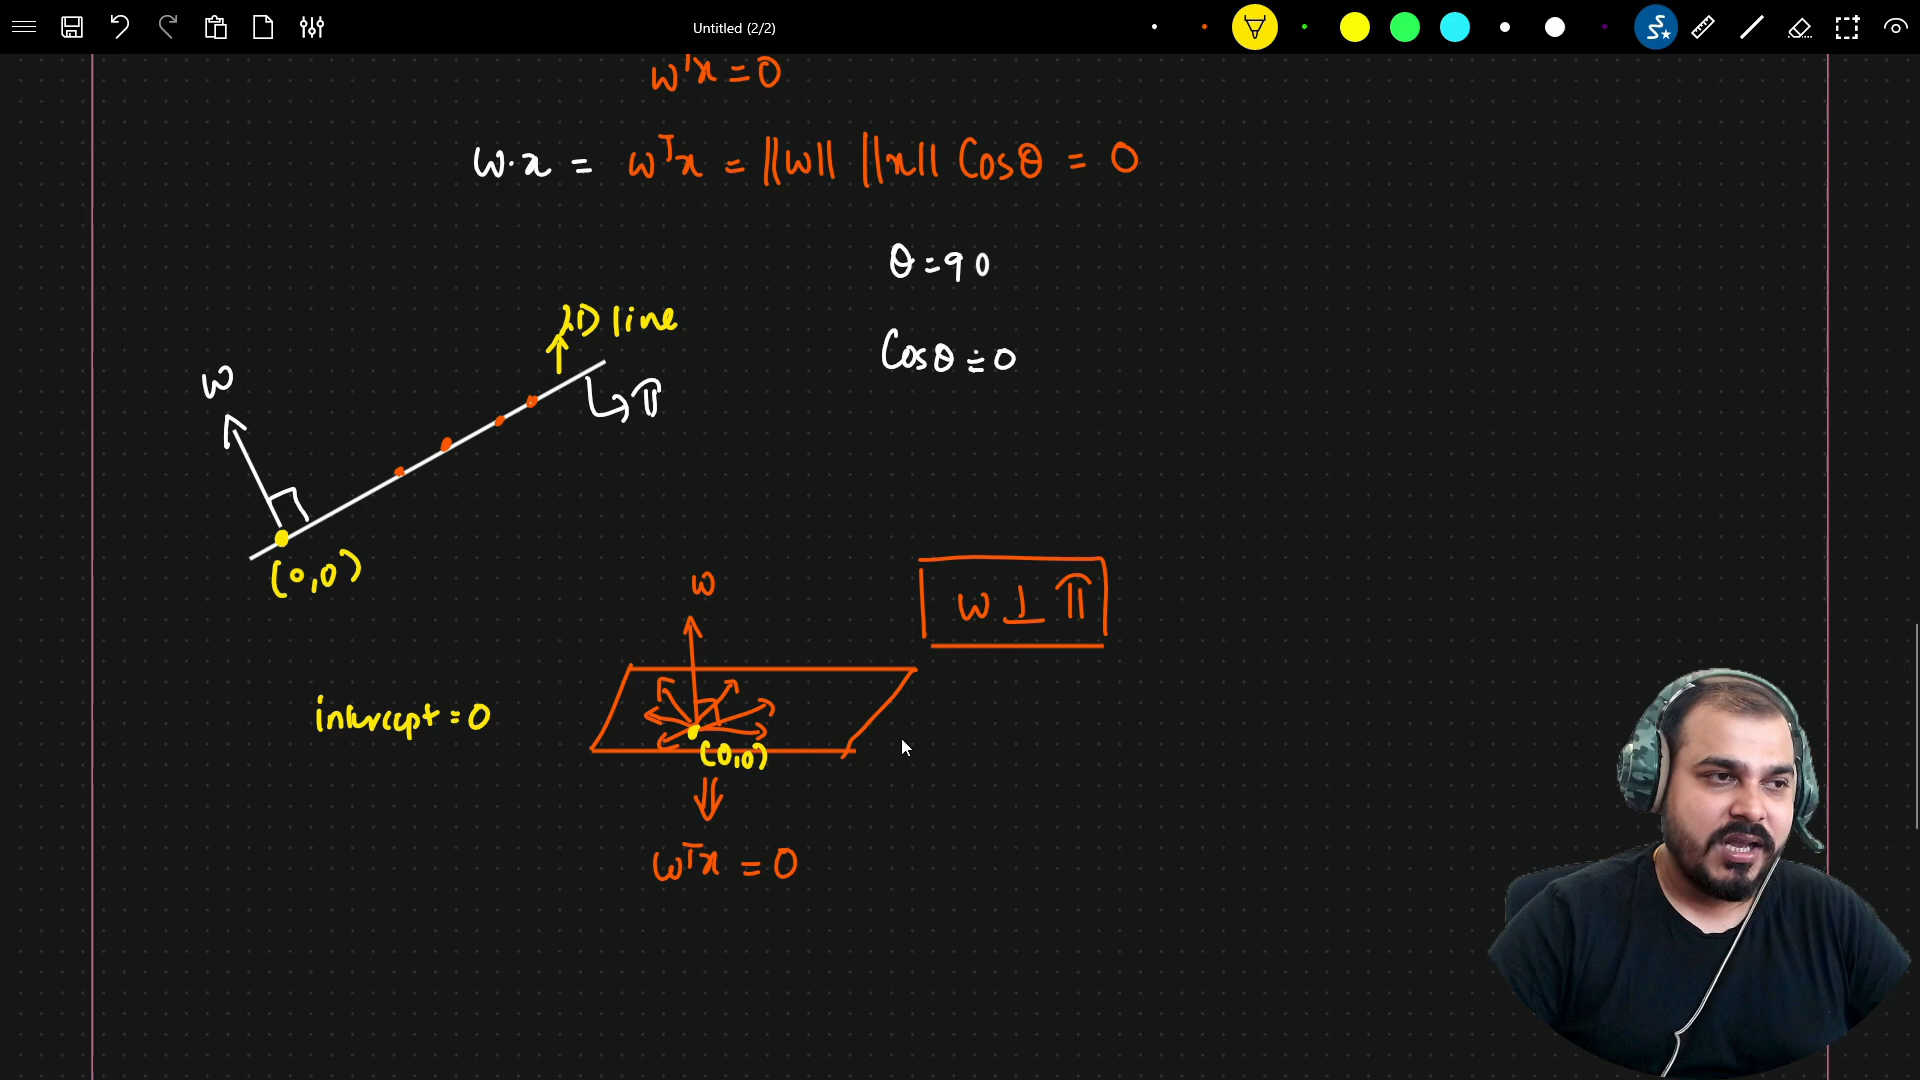 Untitled (2/2)
wᵀx = 0
w·x = wᵀx = ||w|| ||x|| Cosθ = 0
θ = 90
2D line
Cosθ = 0
w
π
(0,0)
w
w ⊥ π
intercept = 0
(0,0)
wᵀx = 0